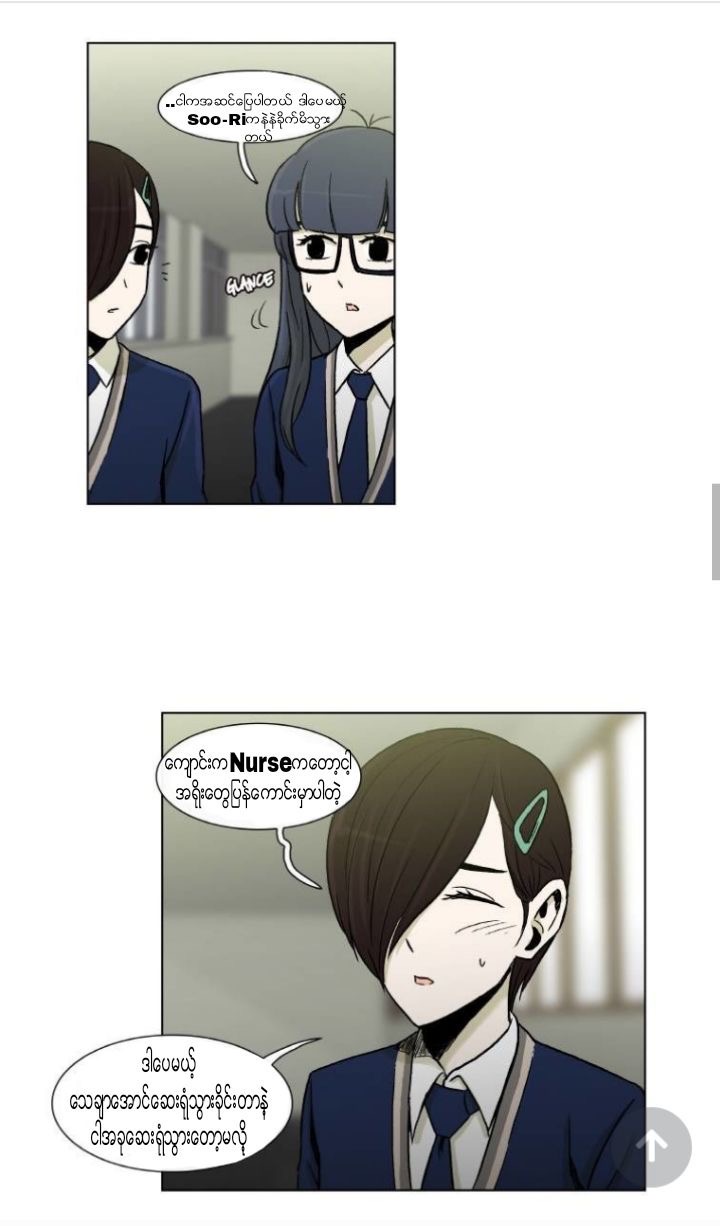 ..ငါကအဆင်ပြေပါတယ် ဒါပေမယ့်
Soo-Riကနဲနဲခိုက်မိသွား
တယ်
GLANCE
ကျောင်းကNurseကတော့ငါ့
အရိုးတွေပြန်ကောင်းမှာပါတဲ့
ဒါပေမယ့်
သေချာအောင်ဆေးရုံသွားခိုင်းတာနဲ့
ငါအခုဆေးရုံသွားတော့မလို့